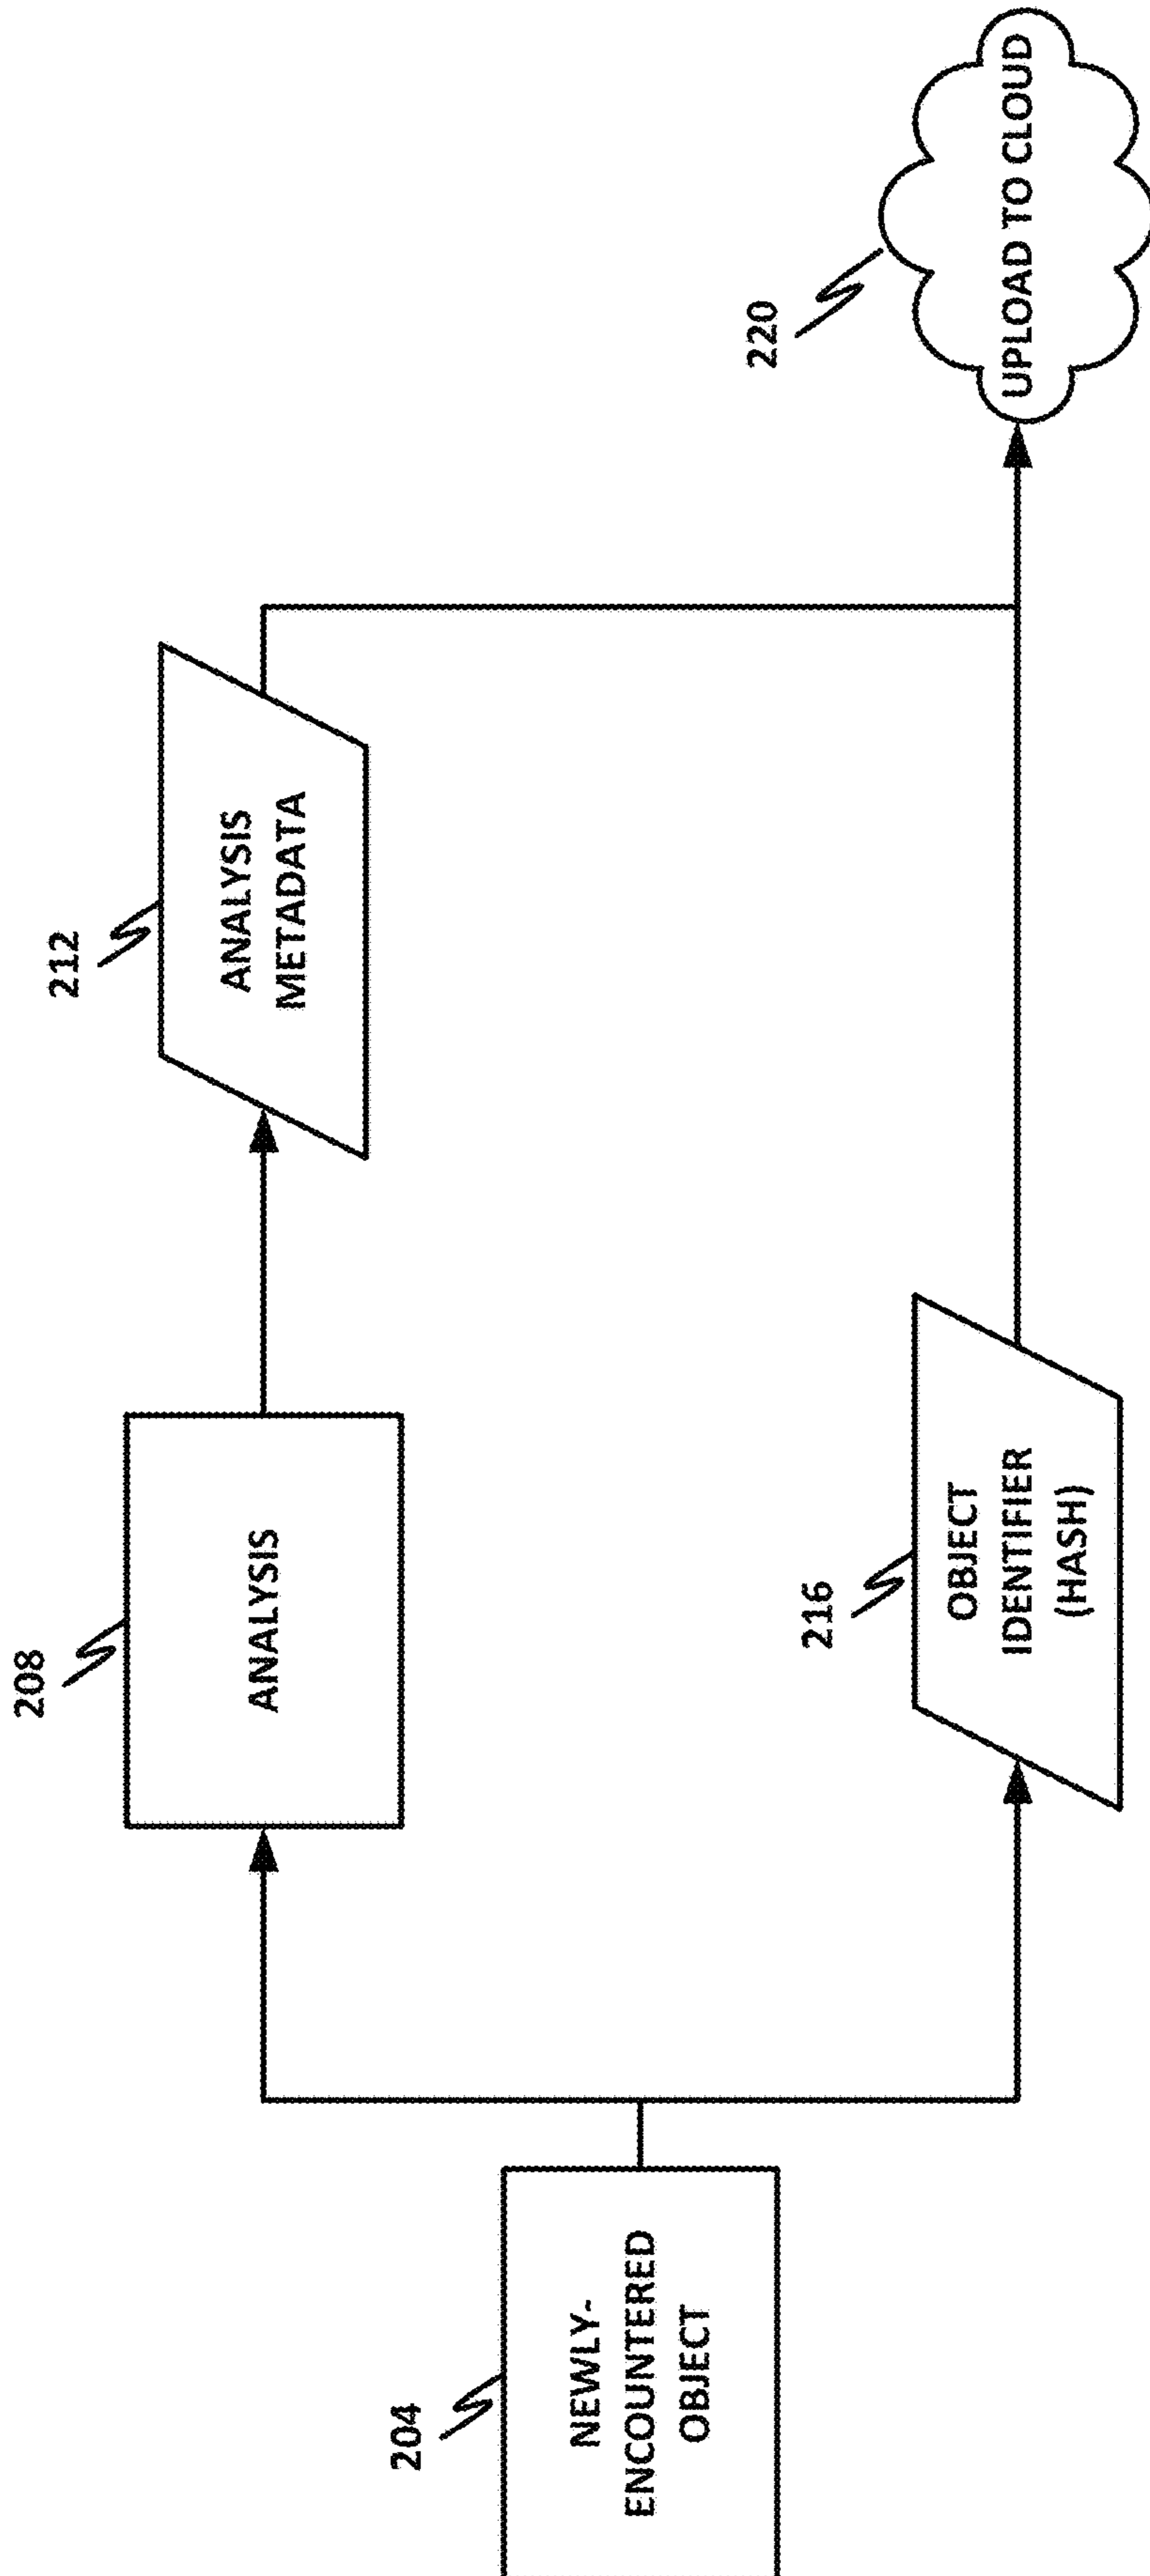 204
NEWLY-
ENCOUNTERED
OBJECT
208
ANALYSIS
212
ANALYSIS
METADATA
216
OBJECT
IDENTIFIER
(HASH)
220
UPLOAD TO CLOUD